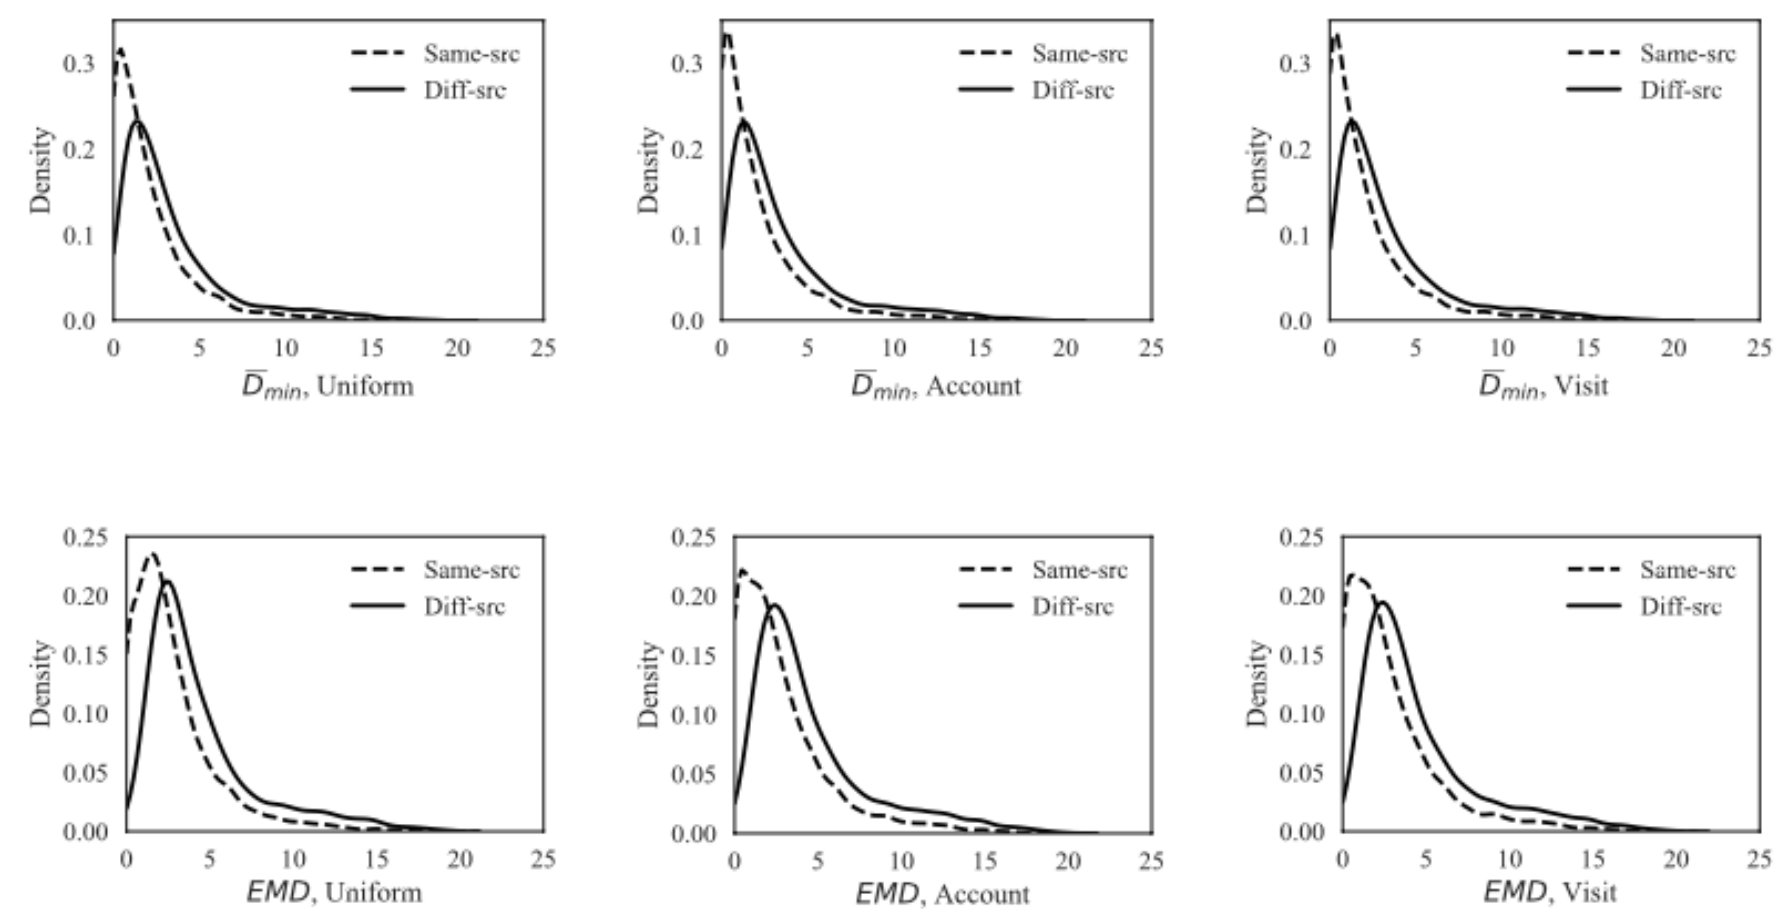 Same-src
Diff-src
0.3
0.2
0.1
0.0
Density
0 5 10 15 20 25
D̅min, Uniform
Same-src
Diff-src
0.3
0.2
0.1
0.0
Density
0 5 10 15 20 25
D̅min, Account
Same-src
Diff-src
0.3
0.2
0.1
0.0
Density
0 5 10 15 20 25
D̅min, Visit
Same-src
Diff-src
0.25
0.20
0.15
0.10
0.05
0.00
Density
0 5 10 15 20 25
EMD, Uniform
Same-src
Diff-src
0.25
0.20
0.15
0.10
0.05
0.00
Density
0 5 10 15 20 25
EMD, Account
Same-src
Diff-src
0.25
0.20
0.15
0.10
0.05
0.00
Density
0 5 10 15 20 25
EMD, Visit